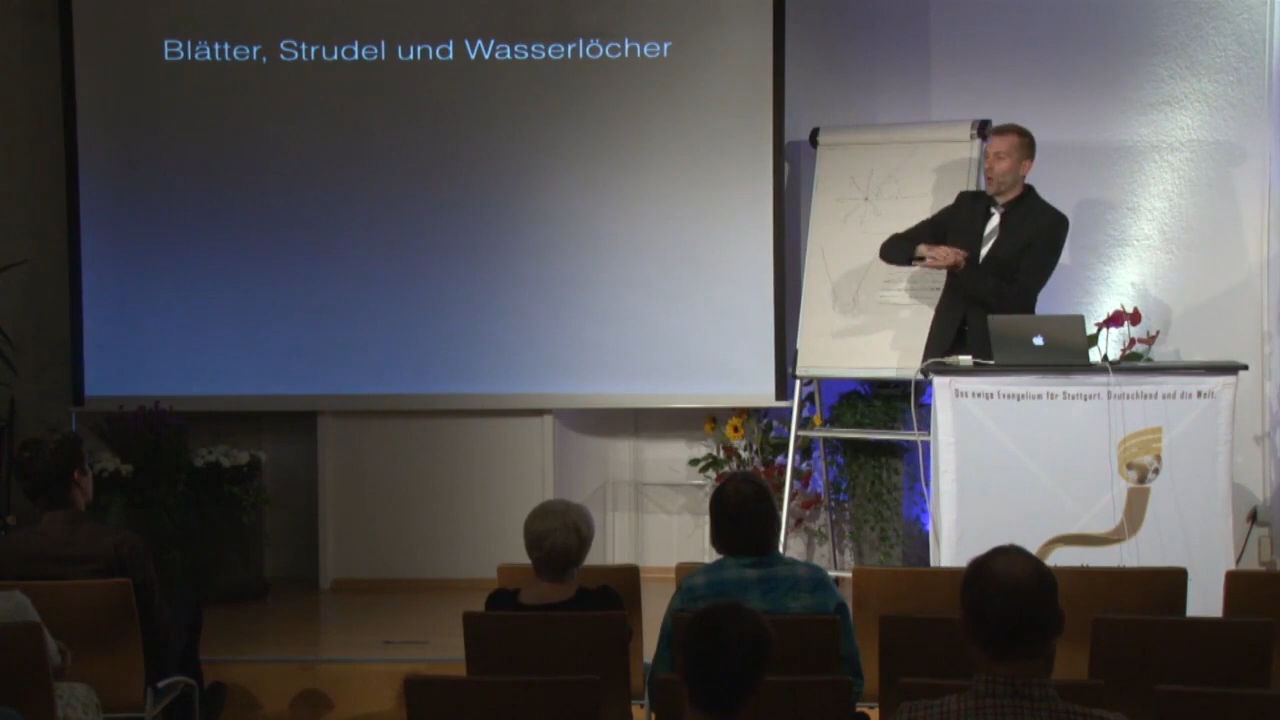 Blätter, Strudel und Wasserlöcher
Das ewige Evangelium für Stuttgart, Deutschland und die Welt.